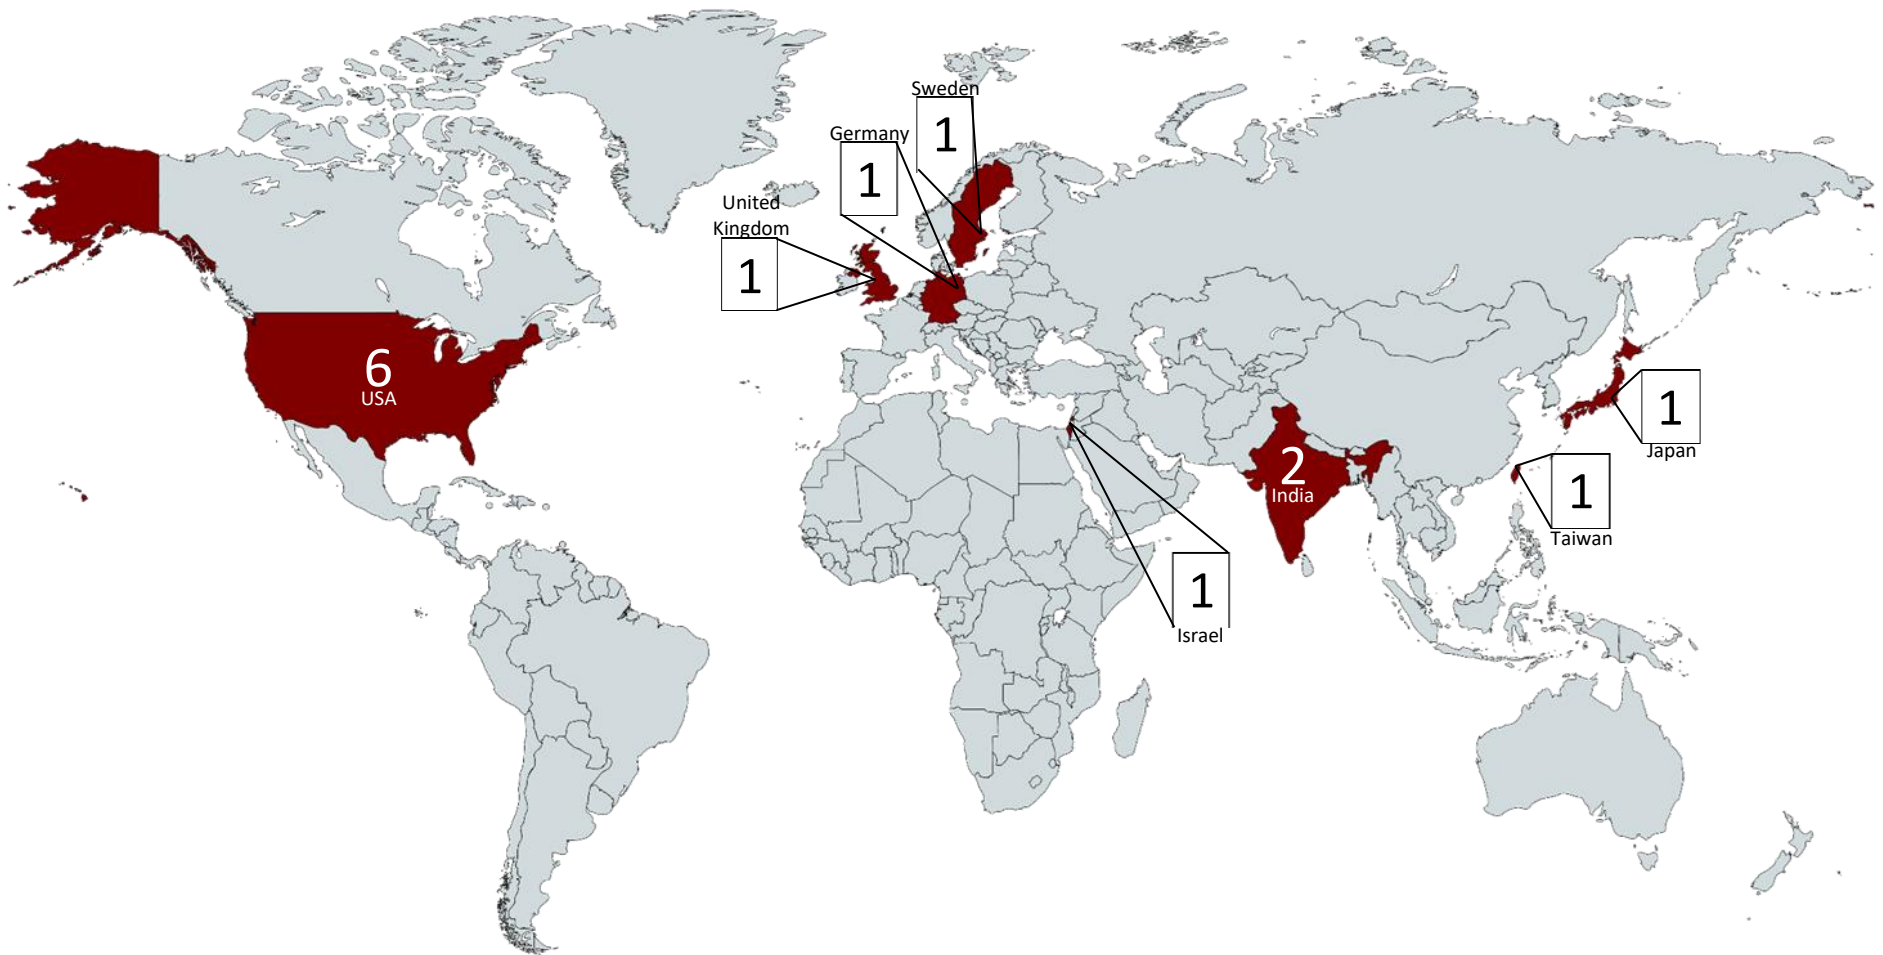 Sweden
1
Germany
1
United
Kingdom
1
6
USA
1
Japan
2
India
1
Taiwan
1
Israel